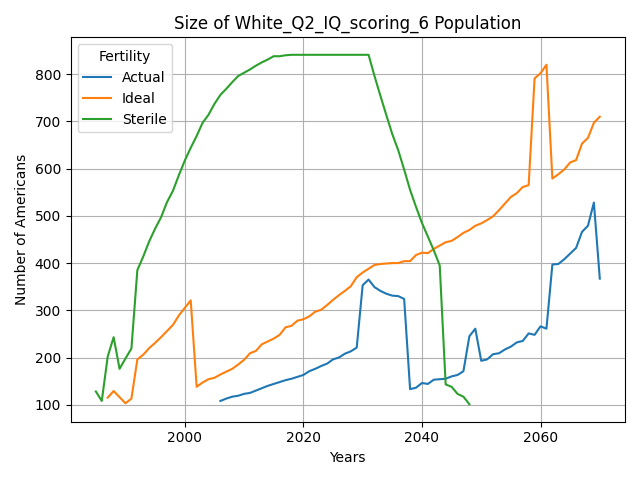 Size of White_Q2_IQ_scoring_6 Population
Fertility
Actual
Ideal
Sterile
Number of Americans
800
700
600
500
400
300
200
100
2000
2020
2040
2060
Years